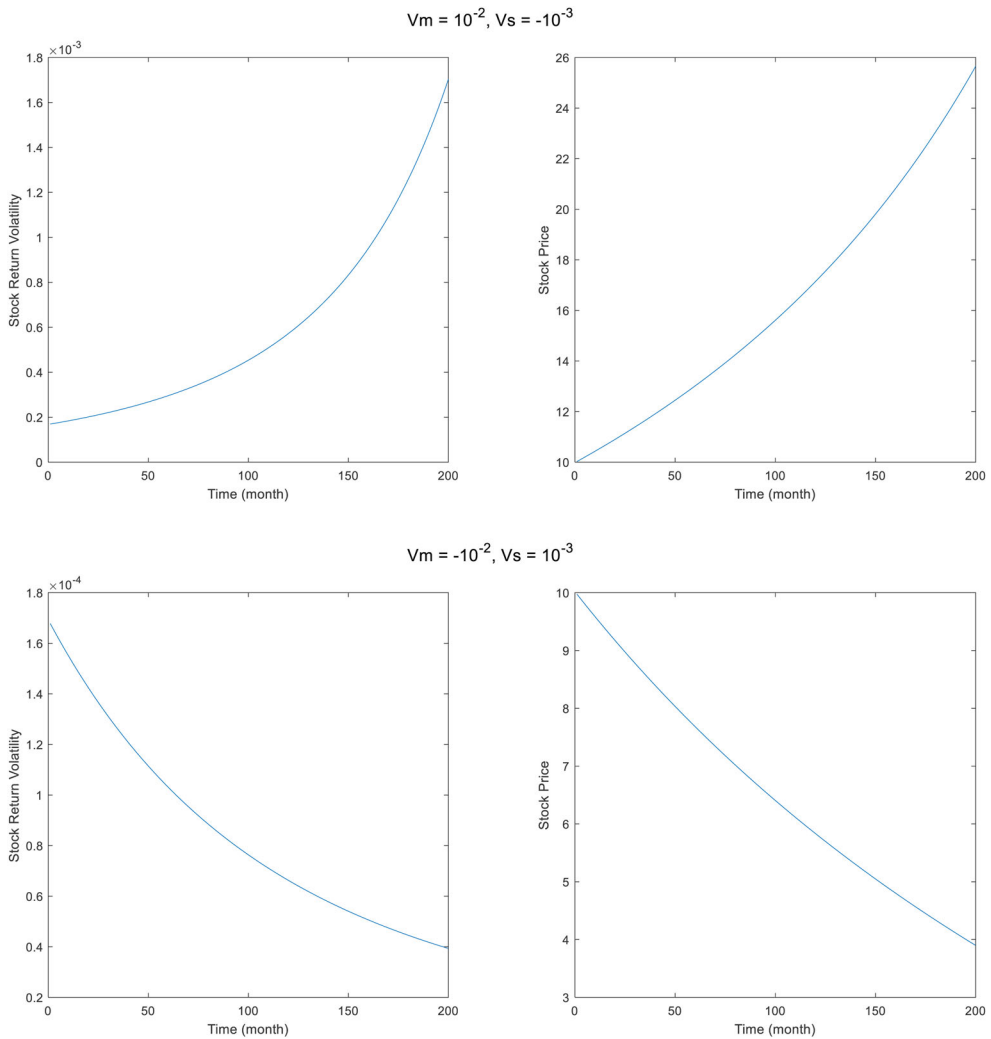 Vm = 10^-2, Vs = -10^-3
×10^-3
1.8
1.6
1.4
1.2
1
0.8
0.6
0.4
0.2
0
Stock Return Volatility
0 50 100 150 200
Time (month)
26
24
22
20
18
16
14
12
10
Stock Price
0 50 100 150 200
Time (month)
Vm = -10^-2, Vs = 10^-3
×10^-4
1.8
1.6
1.4
1.2
1
0.8
0.6
0.4
0.2
Stock Return Volatility
0 50 100 150 200
Time (month)
10
9
8
7
6
5
4
3
Stock Price
0 50 100 150 200
Time (month)